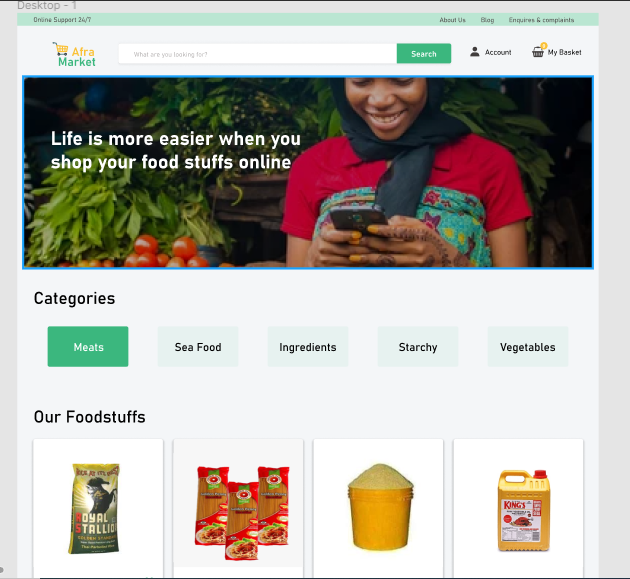 Desktop - 1
Online Support 24/7
About Us Blog Enquires & complaints
Afra
Market
What are you looking for?
Search
Account
My Basket
Life is more easier when you
shop your food stuffs online
Categories
Meats
Sea Food
Ingredients
Starchy
Vegetables
Our Foodstuffs
ROYAL
STALLION
KING'S